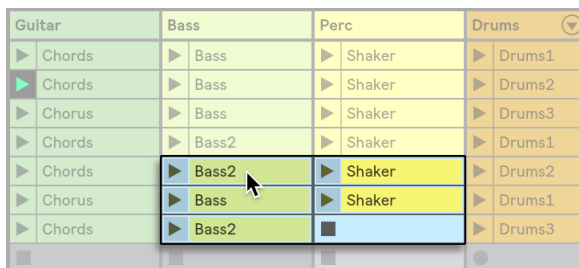 Guitar Bass Perc Drums
Chords Bass Shaker Drums1
Chords Bass Shaker Drums2
Chorus Bass Shaker Drums3
Chords Bass2 Shaker Drums1
Chords Bass2 Shaker Drums2
Chorus Bass Shaker Drums1
Chords Bass2 Drums3